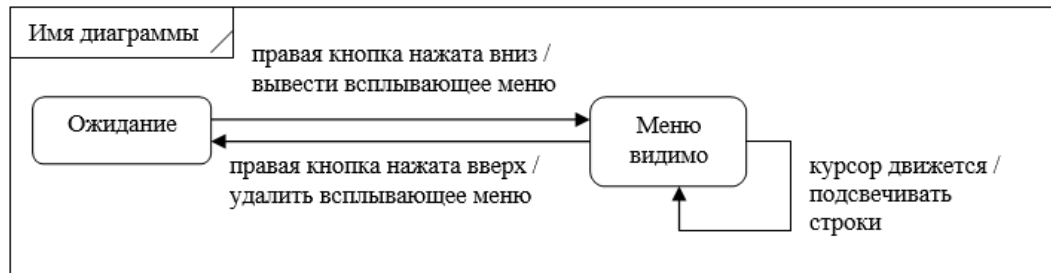 Имя диаграммы
правая кнопка нажата вниз /
вывести всплывающее меню
Ожидание
Меню
видимо
правая кнопка нажата вверх /
удалить всплывающее меню
курсор движется /
подсвечивать
строки